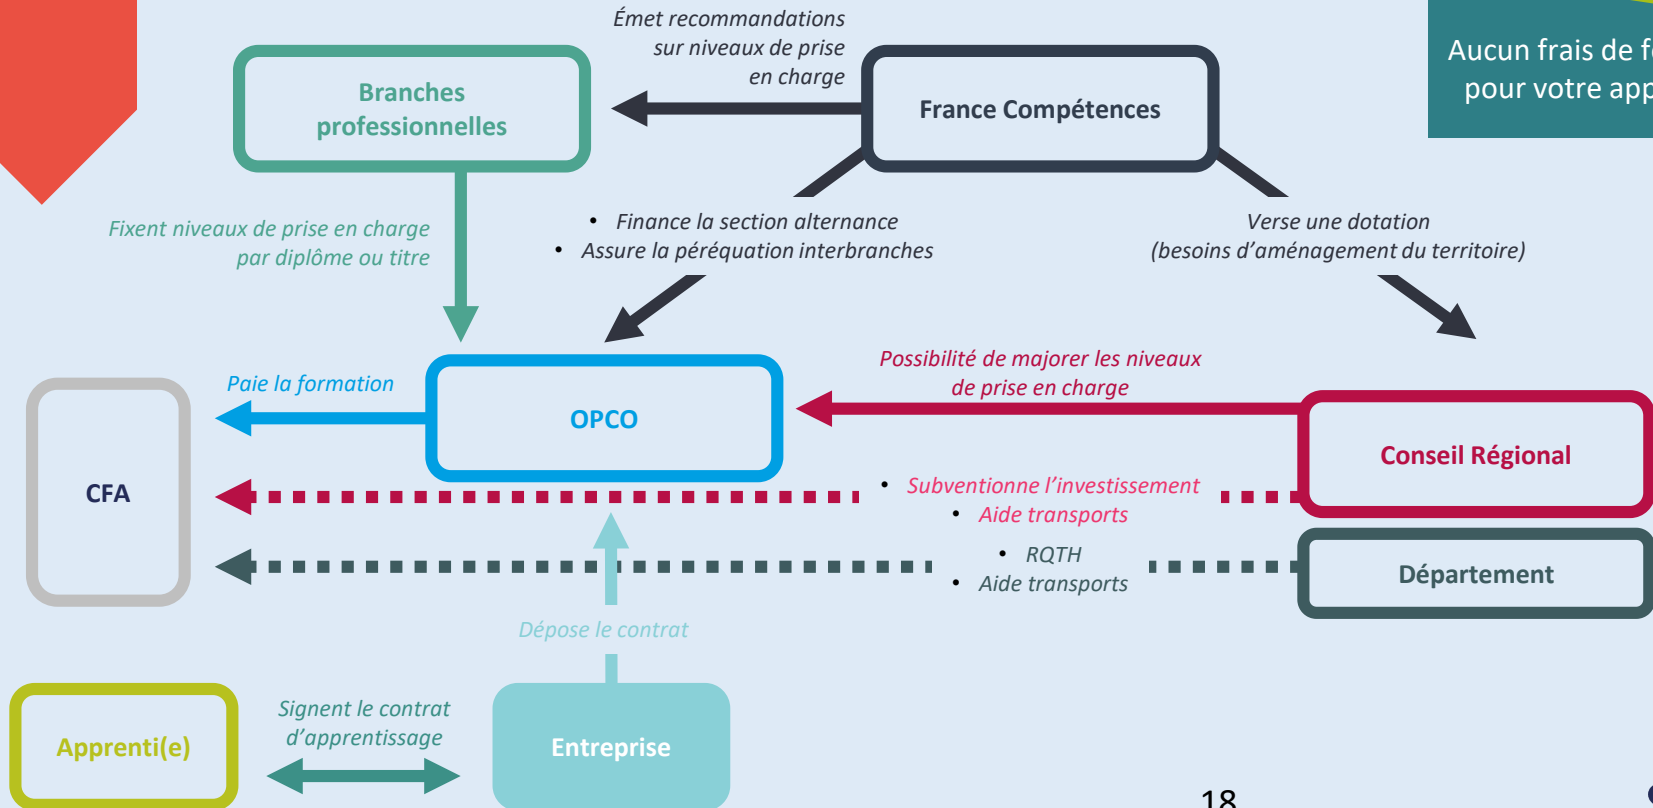 Émet recommandations
sur niveaux de prise
en charge
Aucun frais de
pour votre
Branches
professionnelles
France Compétences
Fixent niveaux de prise en charge
par diplôme ou titre
• Finance la section alternance
• Assure la péréquation interbranches
Verse une dotation
(besoins d’aménagement du territoire)
Possibilité de majorer les niveaux
de prise en charge
Paie la formation
OPCO
Conseil Régional
CFA
• Subventionne l’investissement
• Aide transports
• RQTH
• Aide transports
Département
Dépose le contrat
Signent le contrat
d’apprentissage
Apprenti(e)
Entreprise
18